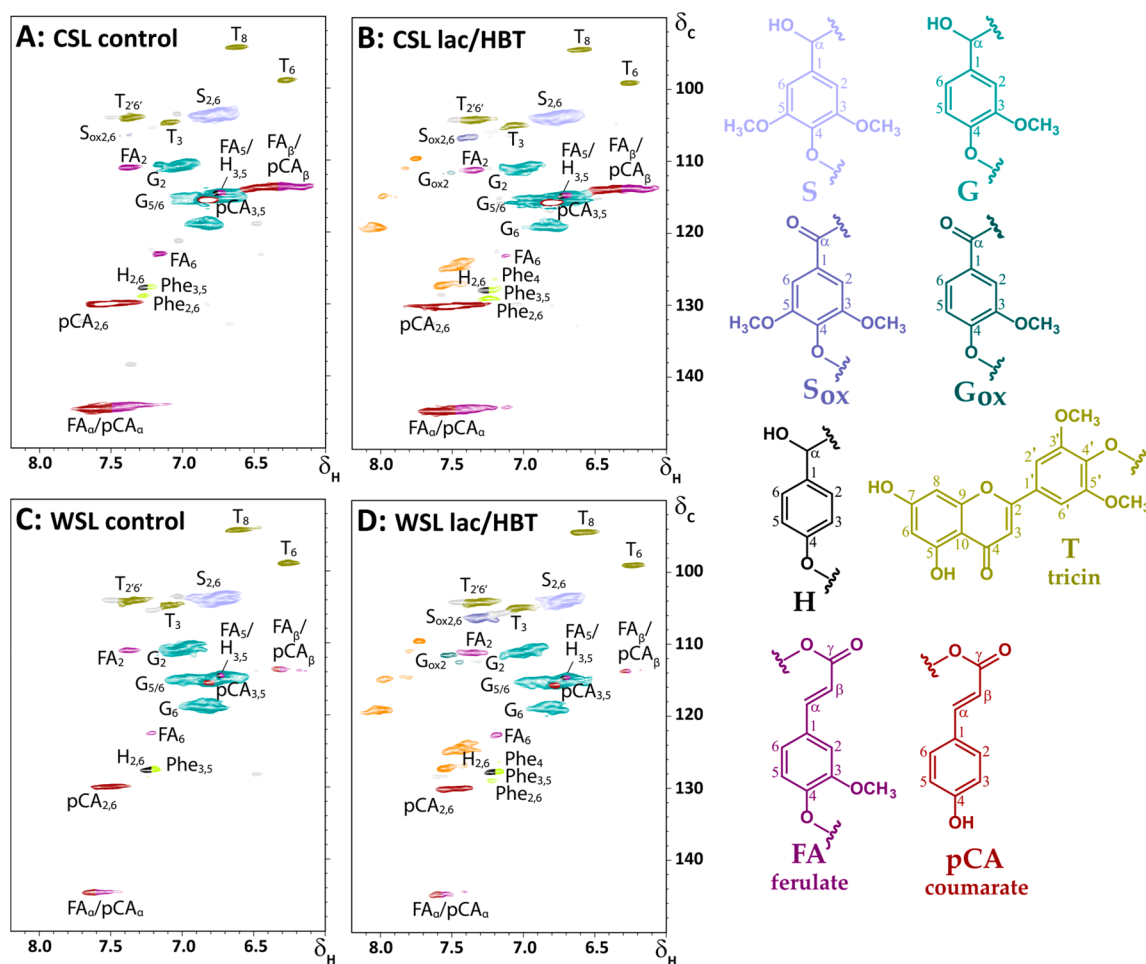 A: CSL control
T₈
T₆
T₂'₆'
S₂,₆
Sₒₓ₂,₆
T₃
FA₂
G₂
FA₅/
H₃,₅
FAᵦ/
pCAᵦ
G₅/₆
pCA₃,₅
FA₆
H₂,₆
Phe₃,₅
Phe₂,₆
pCA₂,₆
FAα/pCAα
8.0 7.0 6.0 δH
B: CSL lac/HBT
T₈
T₆
T₂'₆'
S₂,₆
Sₒₓ₂,₆
T₃
FA₂
Gₒₓ₂
G₂
FA₅/
H₃,₅
FAᵦ/
pCAᵦ
G₅/₆
pCA₃,₅
G₆
FA₆
Phe₄
H₂,₆
Phe₃,₅
Phe₂,₆
pCA₂,₆
FAα/pCAα
8.0 7.0 6.0 δH
δC
100
110
120
130
140
C: WSL control
T₈
T₆
T₂'₆'
S₂,₆
T₃
FA₂
G₂
FA₅/
H₃,₅
FAᵦ/
pCAᵦ
G₅/₆
pCA₃,₅
G₆
FA₆
H₂,₆
Phe₃,₅
pCA₂,₆
FAα/pCAα
8.0 7.0 6.0 δH
D: WSL lac/HBT
T₈
T₆
T₂'₆'
S₂,₆
Sₒₓ₂,₆
T₃
FA₂
Gₒₓ₂
G₂
FA₅/
H₃,₅
FAᵦ/
pCAᵦ
G₅/₆
pCA₃,₅
G₆
FA₆
Phe₄
H₂,₆
Phe₃,₅
Phe₂,₆
pCA₂,₆
FAα/pCAα
8.0 7.0 6.0 δH
δC
100
110
120
130
140
HO
α
1
6 2
5 3
H₃CO 4 OCH₃
O
S
HO
α
1
6 2
5 3
4 OCH₃
O
G
O
α
1
6 2
5 3
H₃CO 4 OCH₃
O
Sox
O
α
1
6 2
5 3
4 OCH₃
O
Gox
HO
α
1
6 2
5 3
4
O
H
OCH₃
3' O
2' 4'
HO 7 8 9 O 1' 5'
2 6' OCH₃
6 5 10 4 3
OH O
T
tricin
O γ O
β
α
1
6 2
5 3
4 OCH₃
O
FA
ferulate
O γ O
β
α
1
6 2
5 3
4
OH
pCA
coumarate